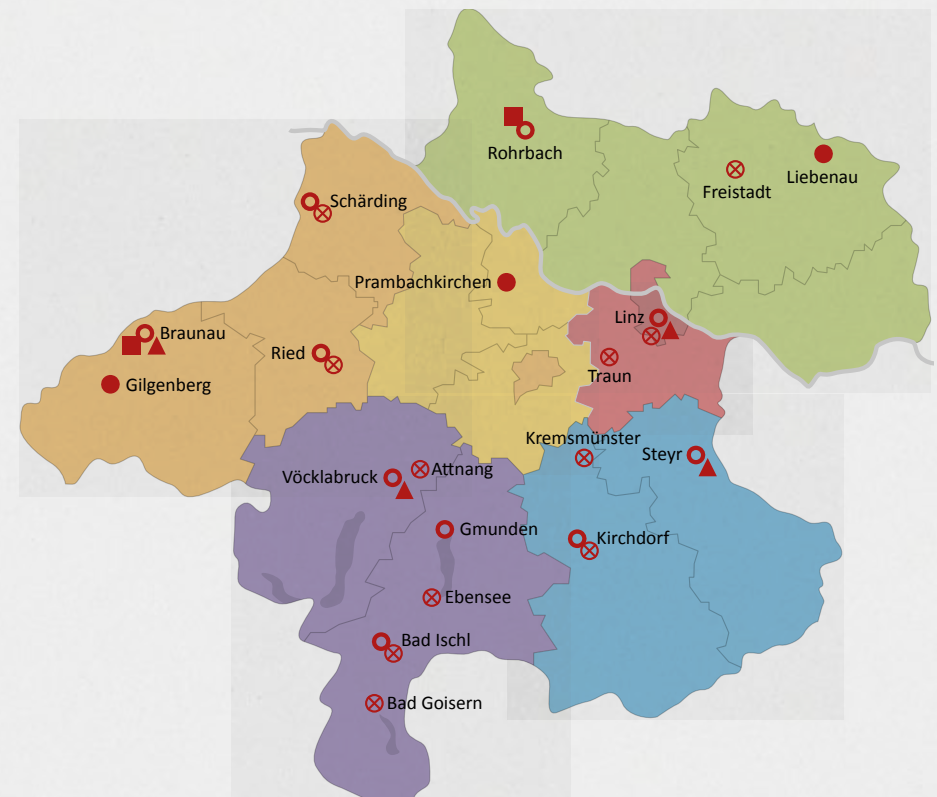 Rohrbach
Freistadt
Liebenau
Schärding
Prambachkirchen
Linz
Braunau
Ried
Traun
Gilgenberg
Kremsmünster
Steyr
Attnang
Vöcklabruck
Gmunden
Kirchdorf
Ebensee
Bad Ischl
Bad Goisern